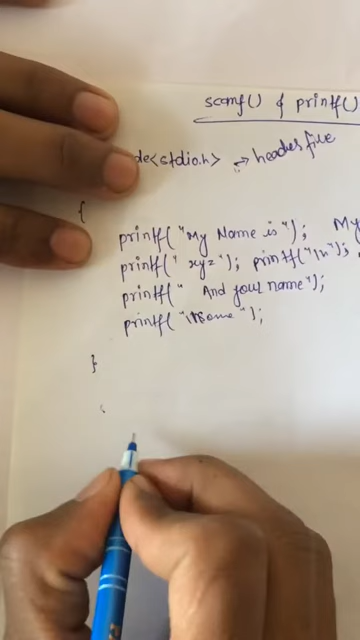 scanf() & printf()
de<stdio.h> ↔ header file
{
printf("My Name is"); My
printf(" xyz"); printf("\n");
printf(" And your name");
printf("
");
}